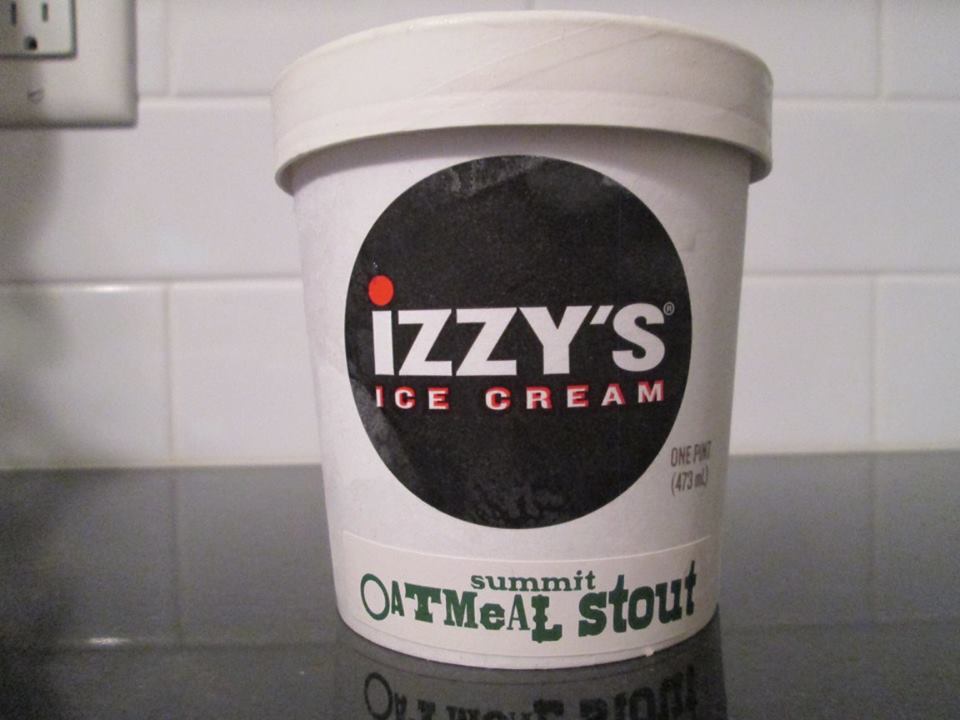 iZZY'S®
ICE CREAM
ONE PINT
(473 mL)
summit
OATMeAL stout